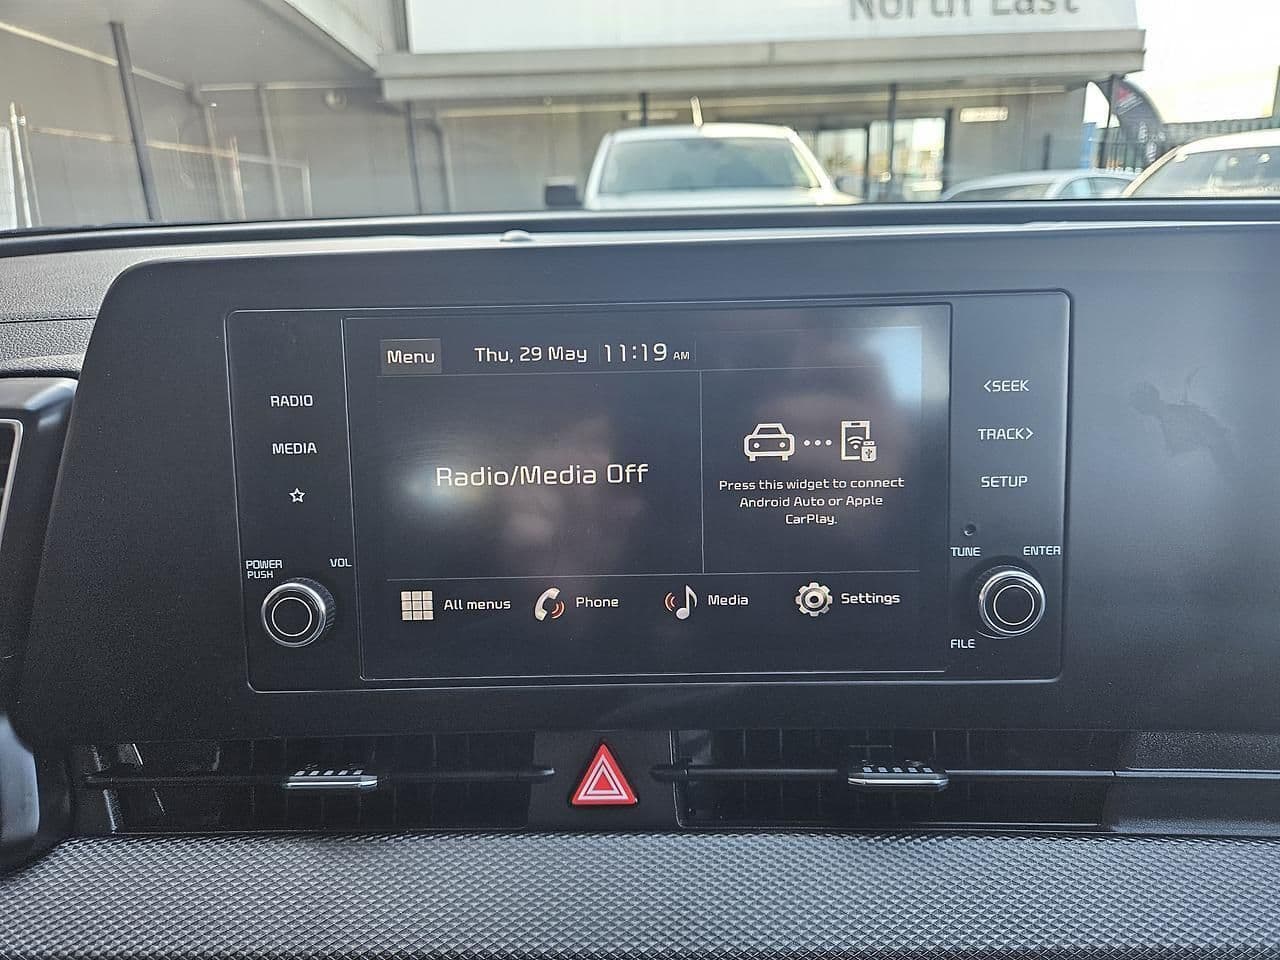 North East
Menu
Thu, 29 May 11:19 AM
RADIO
MEDIA
POWER
PUSH
VOL
Radio/Media Off
Press this widget to connect
Android Auto or Apple
CarPlay.
All menus
Phone
Media
Settings
<SEEK
TRACK>
SETUP
TUNE
ENTER
FILE